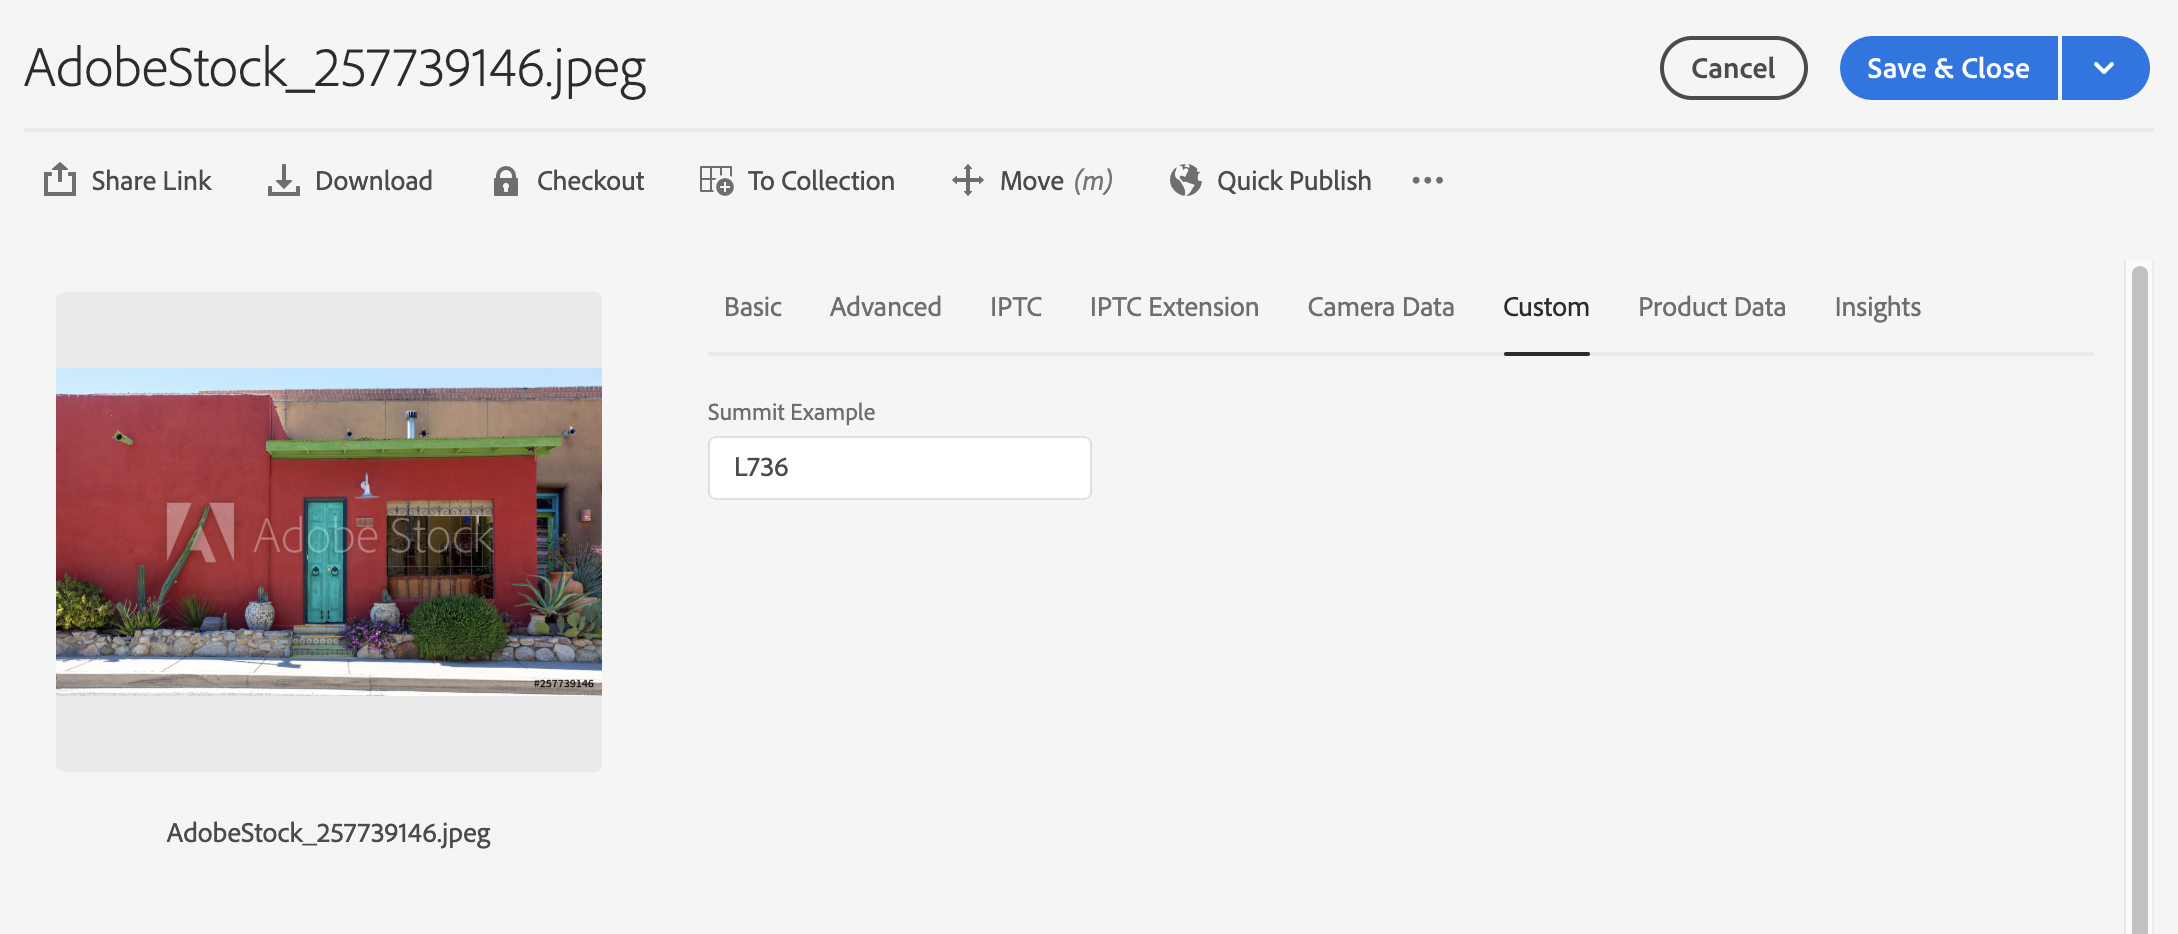 AdobeStock_257739146.jpeg
Cancel
Save & Close
Share Link
Download
Checkout
To Collection
Move (m)
Quick Publish
Basic
Advanced
IPTC
IPTC Extension
Camera Data
Custom
Product Data
Insights
Summit Example
L736
Adobe Stock
#257739146
AdobeStock_257739146.jpeg